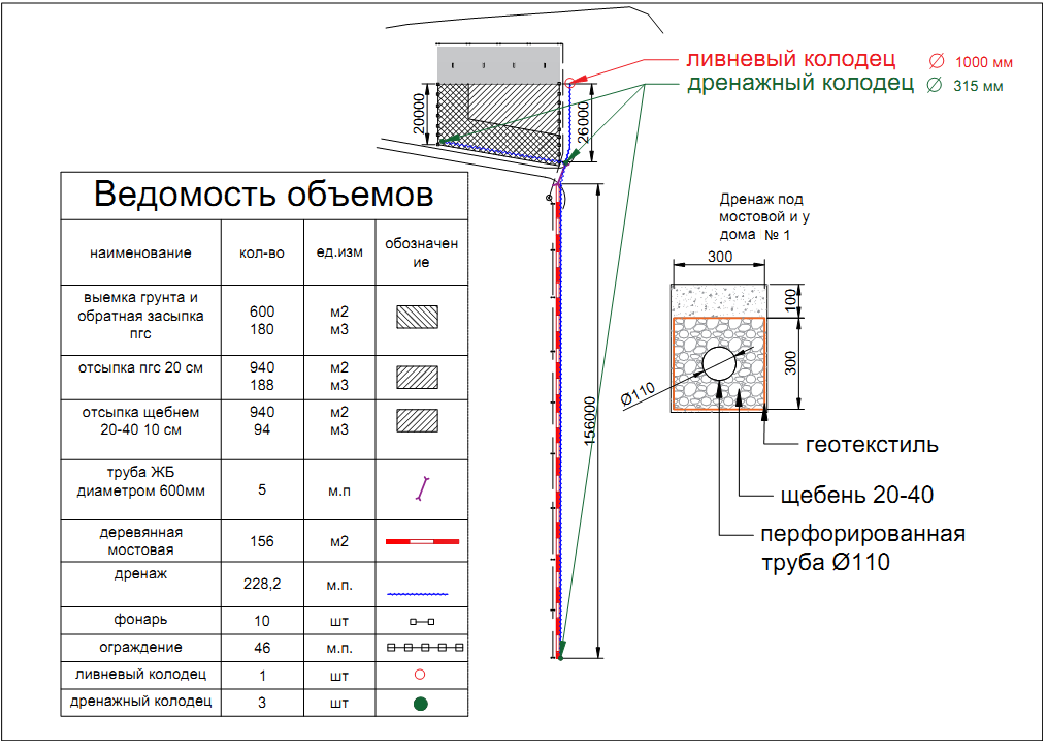 ливневый колодец ∅ 1000 мм
дренажный колодец ∅ 315 мм
20000
26000
156000
Ведомость объемов
наименование кол-во ед.изм обозначен
ие
выемка грунта и
обратная засыпка
пгс
600 м2
180 м3
отсыпка пгс 20 см 940 м2
188 м3
отсыпка щебнем 940 м2
20-40 10 см 94 м3
труба ЖБ
диаметром 600мм 5 м.п
деревянная
мостовая 156 м2
дренаж 228,2 м.п.
фонарь 10 шт
ограждение 46 м.п.
ливневый колодец 1 шт
дренажный колодец 3 шт
Дренаж под
мостовой и у
дома № 1
300
100
300
Ø110
геотекстиль
щебень 20-40
перфорированная
труба Ø110